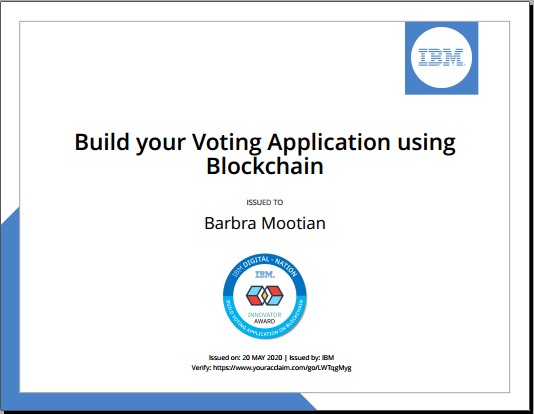 IBM
Build your Voting Application using
Blockchain
ISSUED TO
Barbra Mootian
IBM DIGITAL - NATION
IBM
INNOVATOR
AWARD
BUILD VOTING APPLICATION ON BLOCKCHAIN
Issued on: 20 MAY 2020 | Issued by: IBM
Verify: https://www.youracclaim.com/go/LWTqgMyg